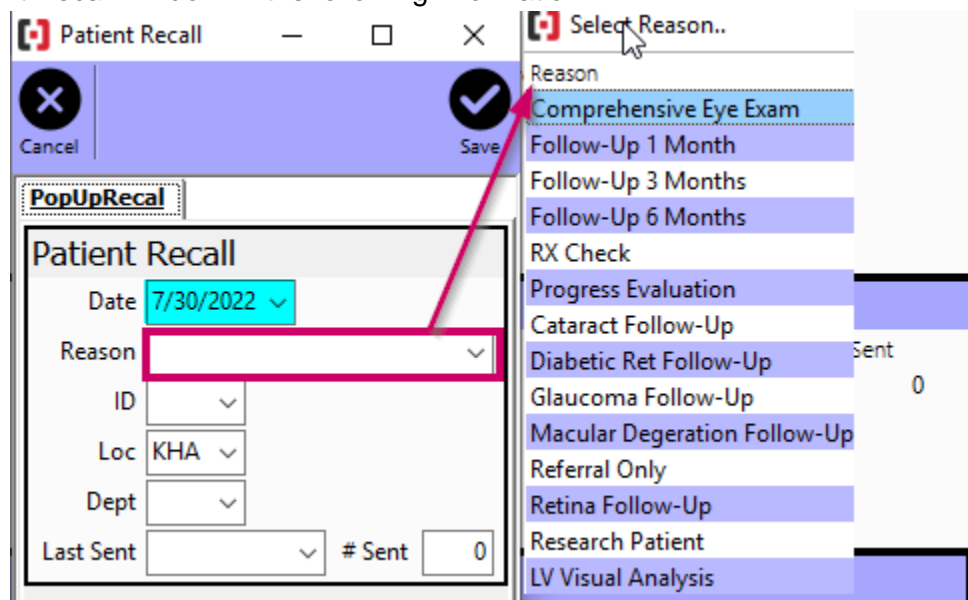 Patient Recall
Cancel
Save
PopUpRecal
Patient Recall
Date 7/30/2022
Reason
ID
Loc KHA
Dept
Last Sent # Sent 0
Select Reason..
Reason
Comprehensive Eye Exam
Follow-Up 1 Month
Follow-Up 3 Months
Follow-Up 6 Months
RX Check
Progress Evaluation
Cataract Follow-Up
Diabetic Ret Follow-Up
Glaucoma Follow-Up
Macular Degeration Follow-Up
Referral Only
Retina Follow-Up
Research Patient
LV Visual Analysis
Sent
0